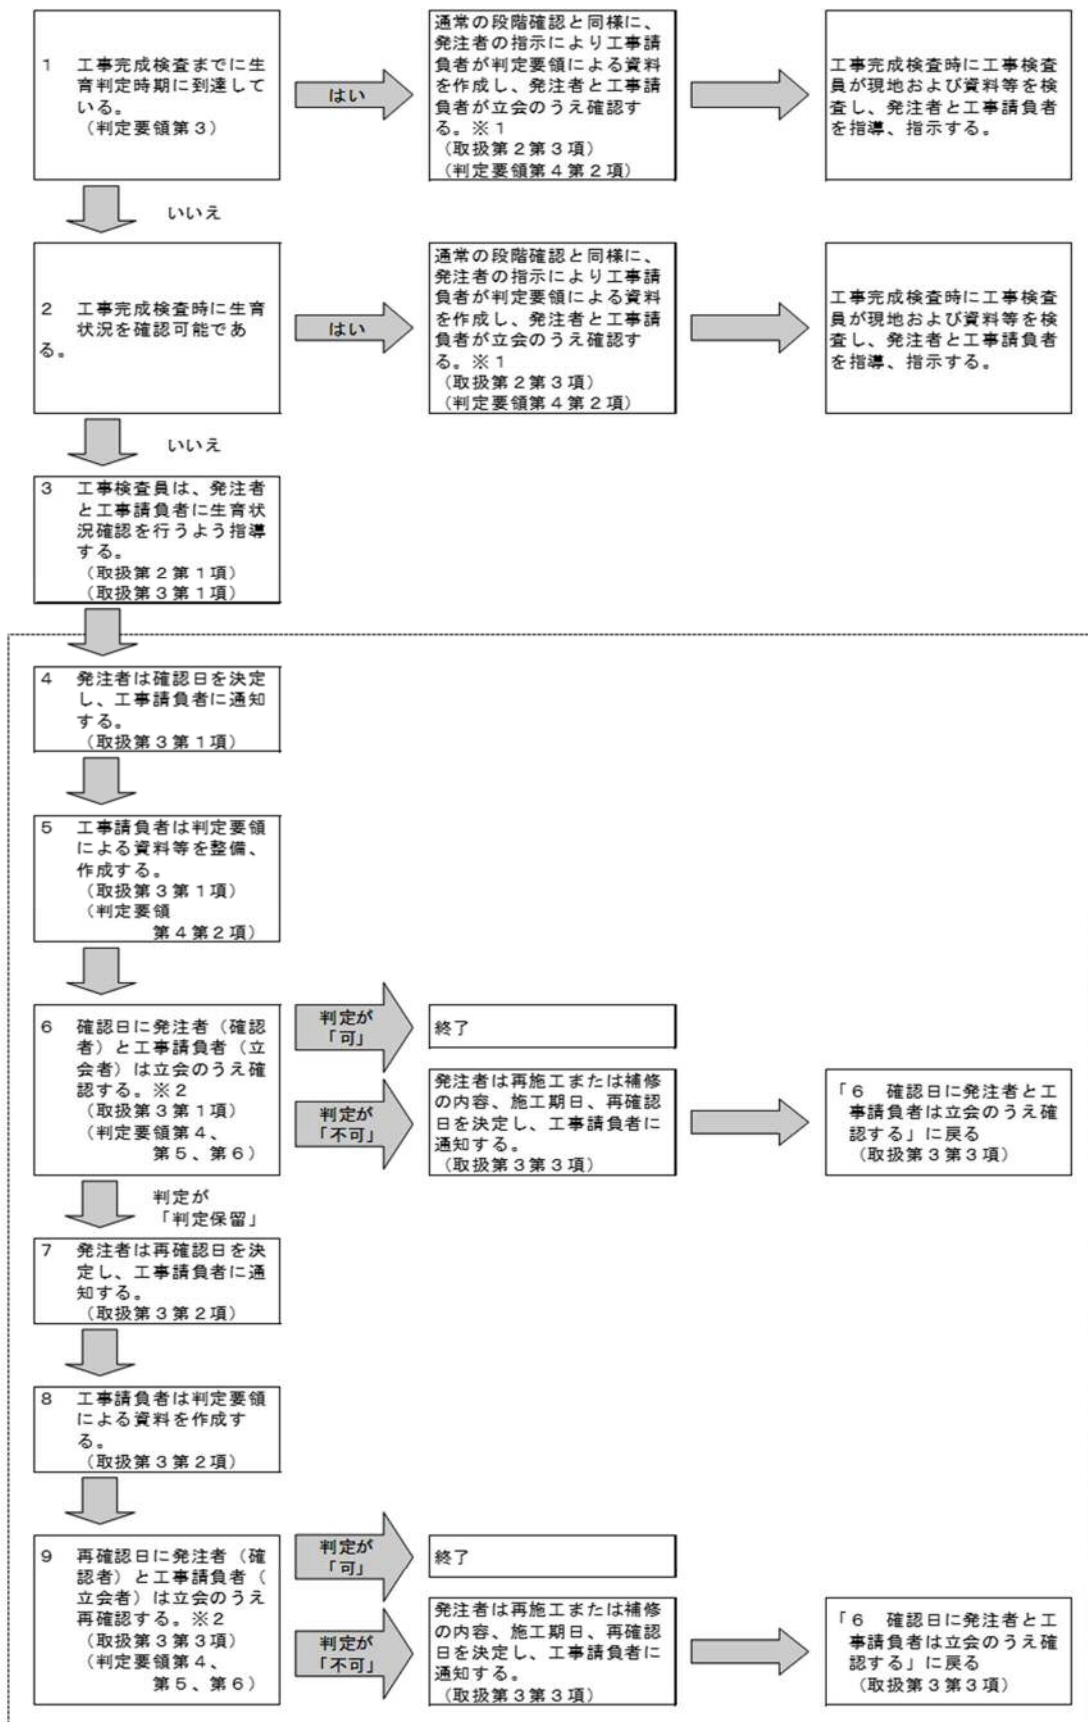 1　工事完成検査までに生
育判定時期に到達して
いる。
（判定要領第３）
はい
通常の段階確認と同様に、
発注者の指示により工事請
負者が判定要領による資料
を作成し、発注者と工事請
負者が立会のうえ確認す
る。※１
（取扱第２第３項）
（判定要領第４第２項）
工事完成検査時に工事検査
員が現地および資料等を検
査し、発注者と工事請負者
を指導、指示する。
いいえ
2　工事完成検査時に生育
状況を確認可能であ
る。
はい
通常の段階確認と同様に、
発注者の指示により工事請
負者が判定要領による資料
を作成し、発注者と工事請
負者が立会のうえ確認す
る。※１
（取扱第２第３項）
（判定要領第４第２項）
工事完成検査時に工事検査
員が現地および資料等を検
査し、発注者と工事請負者
を指導、指示する。
いいえ
3　工事検査員は、発注者
と工事請負者に生育状
況確認を行うよう指導
する。
（取扱第２第１項）
（取扱第３第１項）
4　発注者は確認日を決定
し、工事請負者に通知
する。
（取扱第３第１項）
5　工事請負者は判定要領
による資料等を整備、
作成する。
（取扱第３第１項）
（判定要領
第４第２項）
6　確認日に発注者（確認
者）と工事請負者（立
会者）は立会のうえ確
認する。※２
（取扱第３第１項）
（判定要領第４、
第５、第６）
判定が
「可」
終了
判定が
「不可」
発注者は再施工または補修
の内容、施工期日、再確認
日を決定し、工事請負者に
通知する。
（取扱第３第３項）
「６　確認日に発注者と工
事請負者は立会のうえ確
認する」に戻る
（取扱第３第３項）
判定が
「判定保留」
7　発注者は再確認日を決
定し、工事請負者に通
知する。
（取扱第３第２項）
8　工事請負者は判定要領
による資料を作成す
る。
（取扱第３第２項）
9　再確認日に発注者（確
認者）と工事請負者（
立会者）は立会のうえ
再確認する。※２
（取扱第３第３項）
（判定要領第４、
第５、第６）
判定が
「可」
終了
判定が
「不可」
発注者は再施工または補修
の内容、施工期日、再確認
日を決定し、工事請負者に
通知する。
（取扱第３第３項）
「６　確認日に発注者と工
事請負者は立会のうえ確
認する」に戻る
（取扱第３第３項）